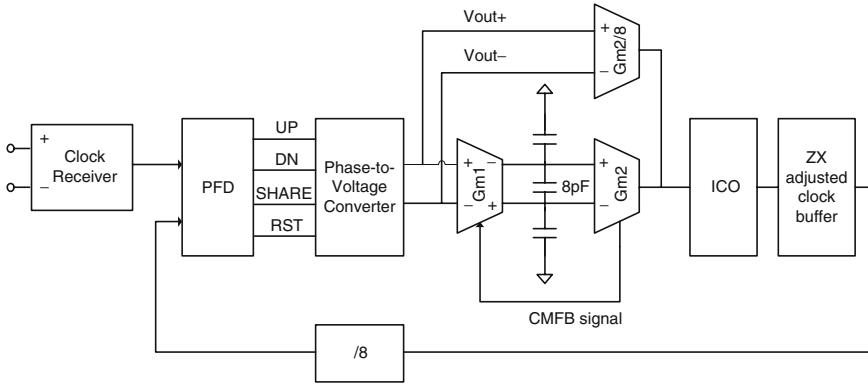 Vout+
Vout−
+
−
Gm2/8
+
−
Clock
Receiver
PFD
UP
DN
SHARE
RST
Phase-to-
Voltage
Converter
+
−
−
+
Gm1
8pF
+
−
Gm2
ICO
ZX
adjusted
clock
buffer
CMFB signal
/8